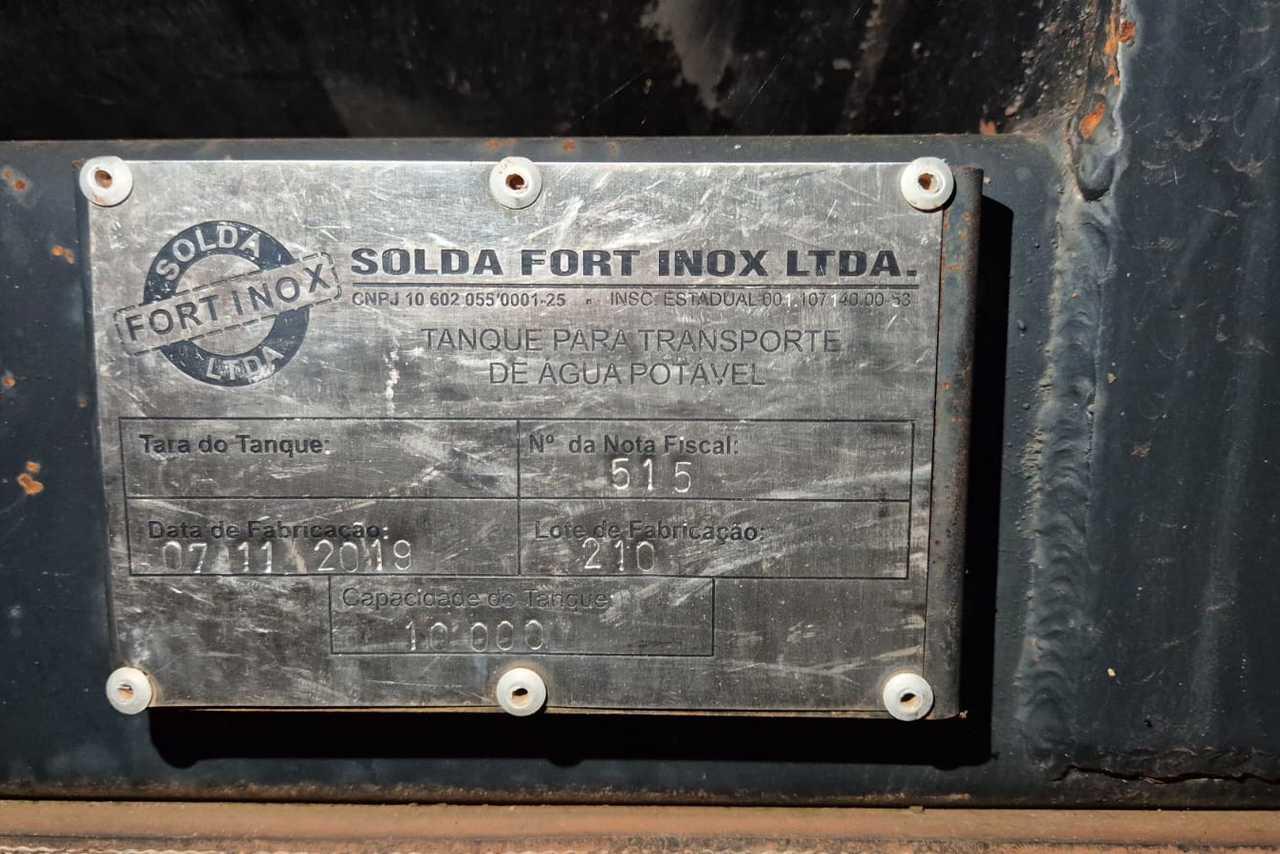 SOLDA
FORT INOX
LTDA
SOLDA FORT INOX LTDA.
CNPJ 10 602 055/0001-25 INSC. ESTADUAL 001.107140.00-53
TANQUE PARA TRANSPORTE
DE ÁGUA POTÁVEL
Tara do Tanque:
Nº da Nota Fiscal:
515
Data de Fabricação:
07 11 2019
Lote de Fabricação:
210
Capacidade do Tanque
10'000